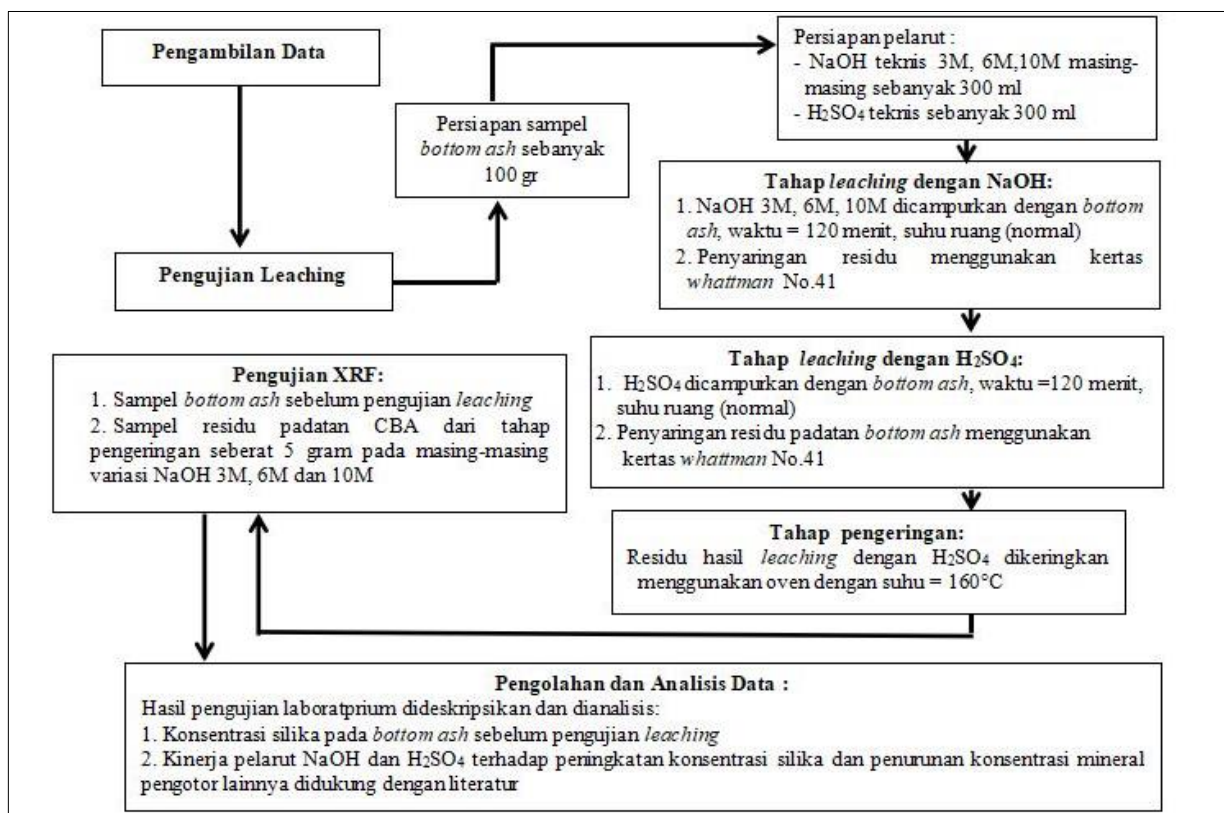 Pengambilan Data
Pengujian Leaching
Persiapan sampel
bottom ash sebanyak
100 gr
Persiapan pelarut :
- NaOH teknis 3M, 6M,10M masing-
masing sebanyak 300 ml
- H₂SO₄ teknis sebanyak 300 ml
Tahap leaching dengan NaOH:
1. NaOH 3M, 6M, 10M dicampurkan dengan bottom
ash, waktu = 120 menit, suhu ruang (normal)
2. Penyaringan residu menggunakan kertas
whattman No.41
Tahap leaching dengan H₂SO₄:
1. H₂SO₄ dicampurkan dengan bottom ash, waktu =120 menit,
suhu ruang (normal)
2. Penyaringan residu padatan bottom ash menggunakan
kertas whattman No.41
Tahap pengeringan:
Residu hasil leaching dengan H₂SO₄ dikeringkan
menggunakan oven dengan suhu = 160°C
Pengujian XRF:
1. Sampel bottom ash sebelum pengujian leaching
2. Sampel residu padatan CBA dari tahap
pengeringan seberat 5 gram pada masing-masing
variasi NaOH 3M, 6M dan 10M
Pengolahan dan Analisis Data :
Hasil pengujian laboratprium dideskripsikan dan dianalisis:
1. Konsentrasi silika pada bottom ash sebelum pengujian leaching
2. Kinerja pelarut NaOH dan H₂SO₄ terhadap peningkatan konsentrasi silika dan penurunan konsentrasi mineral
pengotor lainnya didukung dengan literatur